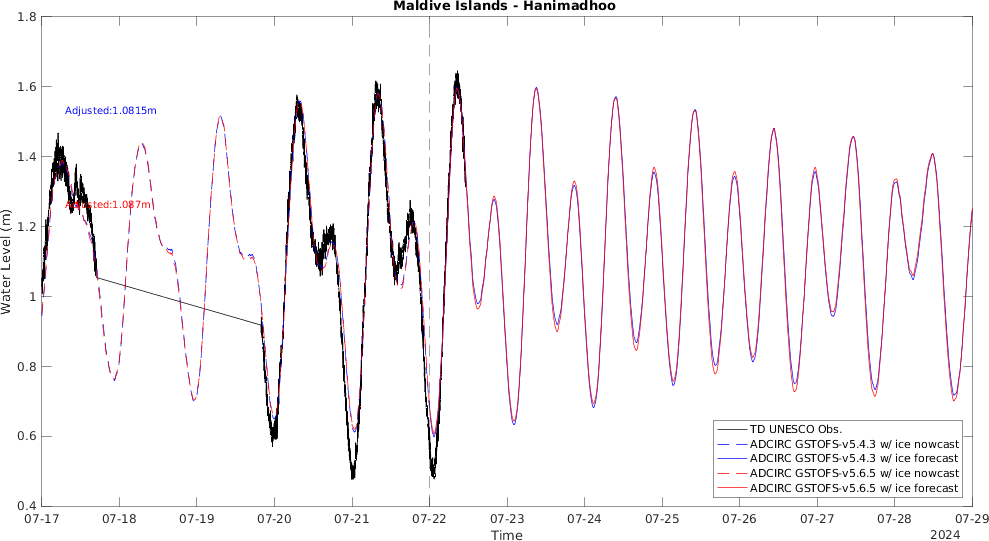 Maldive Islands - Hanimadhoo
1.8
1.6
1.4
1.2
1
0.8
0.6
0.4
Water Level (m)
Adjusted:1.0815m
Adjusted:1.087m
TD UNESCO Obs.
ADCIRC GSTOFS-v5.4.3 w/ ice nowcast
ADCIRC GSTOFS-v5.4.3 w/ ice forecast
ADCIRC GSTOFS-v5.6.5 w/ ice nowcast
ADCIRC GSTOFS-v5.6.5 w/ ice forecast
07-17 07-18 07-19 07-20 07-21 07-22 07-23 07-24 07-25 07-26 07-27 07-28 07-29
Time
2024